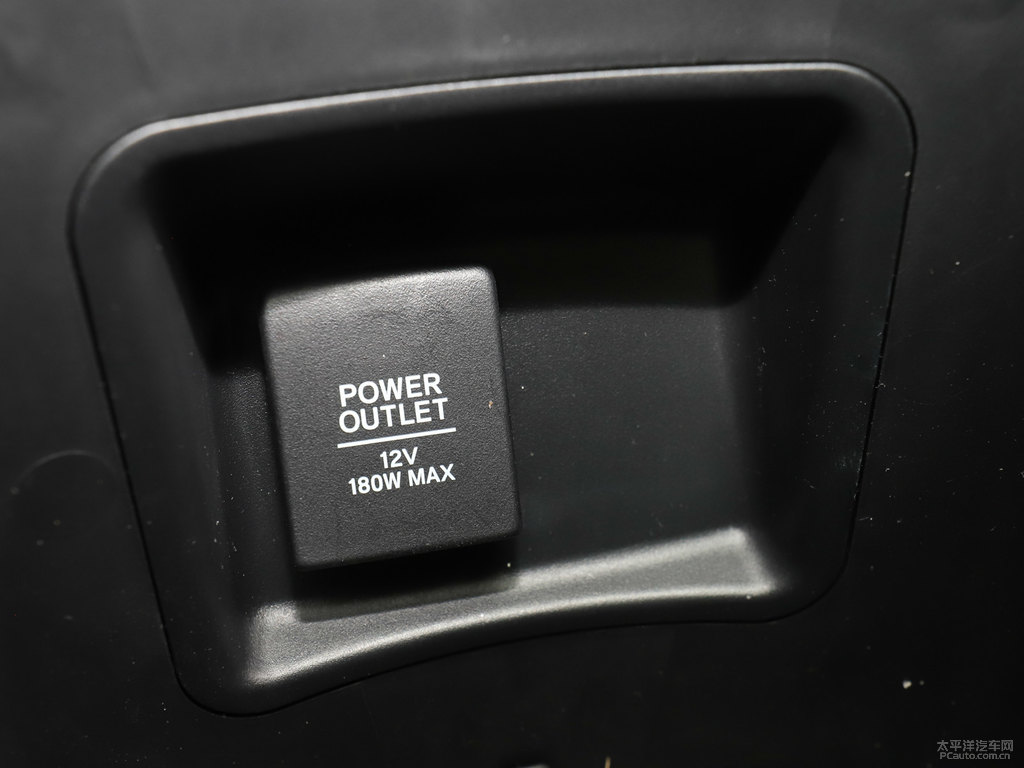 POWER
OUTLET
12V
180W MAX
太平洋汽车网
PCauto.com.cn